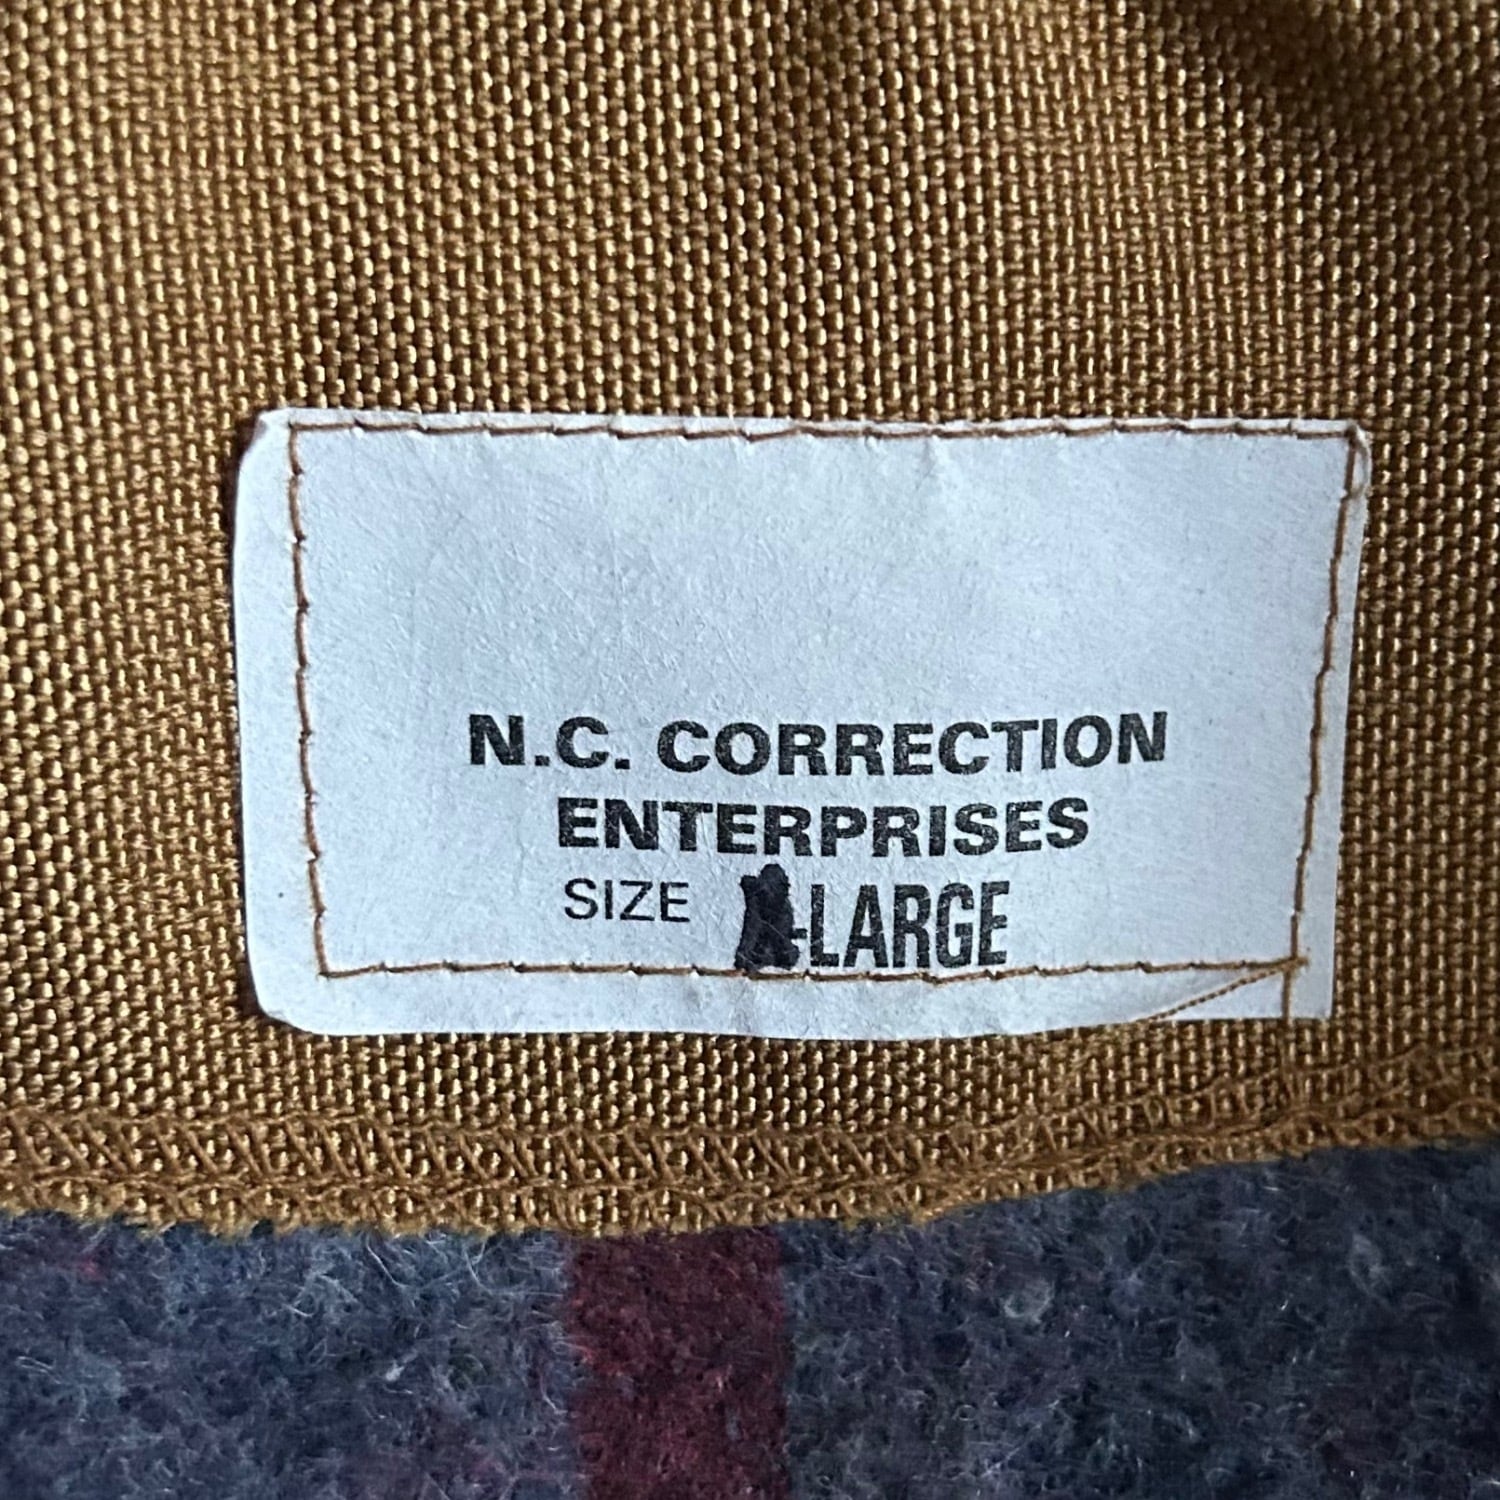 N.C. CORRECTION
ENTERPRISES
SIZE -LARGE